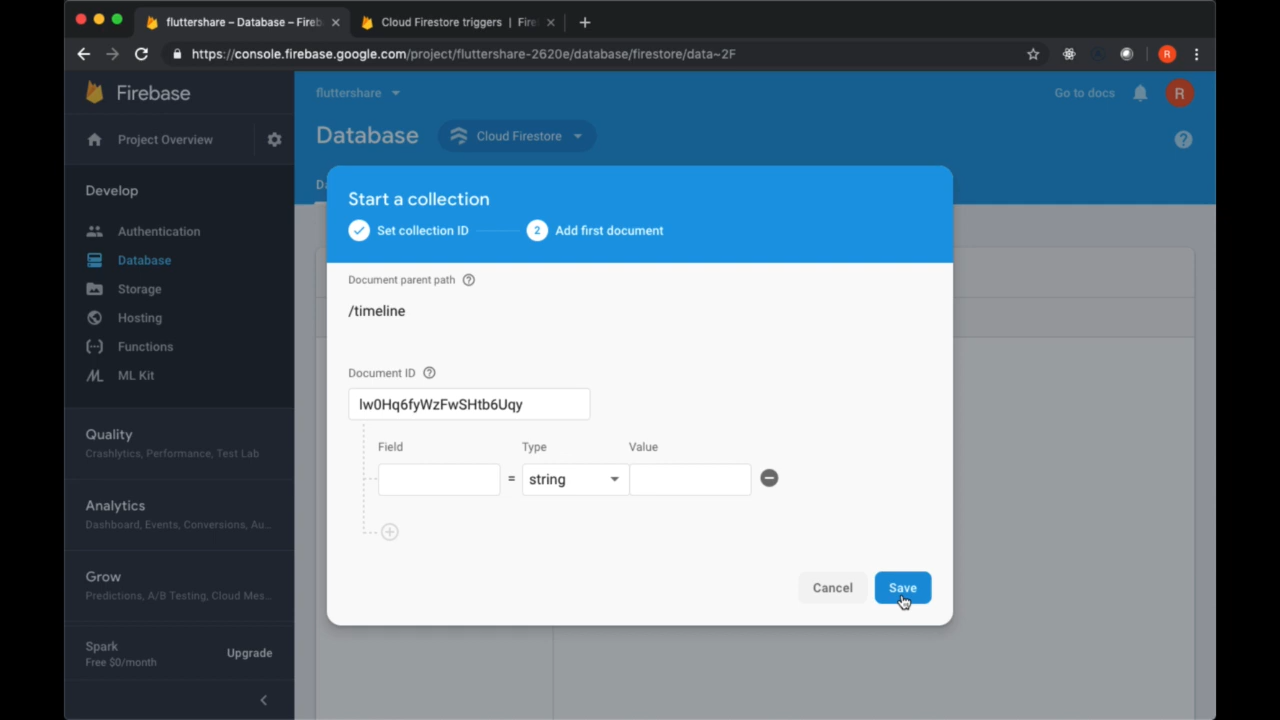 fluttershare – Database – Fireb
Cloud Firestore triggers | Fire
https://console.firebase.google.com/project/fluttershare-2620e/database/firestore/data~2F
R
Firebase
fluttershare
Go to docs
R
Project Overview
Database
Cloud Firestore
Da
Develop
Authentication
Database
Storage
Hosting
Functions
ML Kit
Quality
Crashlytics, Performance, Test Lab
Analytics
Dashboard, Events, Conversions, Au...
Grow
Predictions, A/B Testing, Cloud Mes...
Spark
Free $0/month
Upgrade
Start a collection
Set collection ID
2 Add first document
Document parent path
/timeline
Document ID
lw0Hq6fyWzFwSHtb6Uqy
Field Type Value
= string
Cancel Save